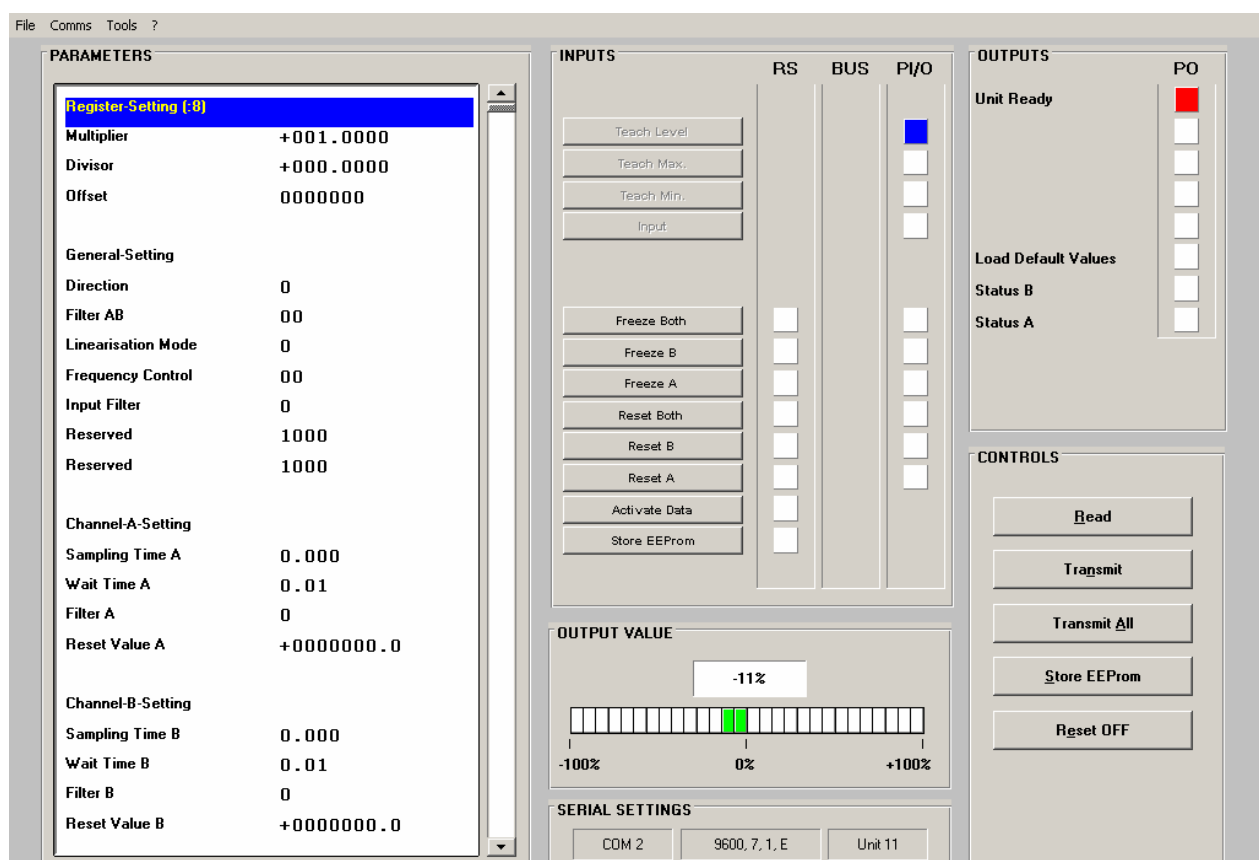 File Comms Tools ?
PARAMETERS
Register-Setting (:8)
Multiplier +001.0000
Divisor +000.0000
Offset 0000000
General-Setting
Direction 0
Filter AB 00
Linearisation Mode 0
Frequency Control 00
Input Filter 0
Reserved 1000
Reserved 1000
Channel-A-Setting
Sampling Time A 0.000
Wait Time A 0.01
Filter A 0
Reset Value A +0000000.0
Channel-B-Setting
Sampling Time B 0.000
Wait Time B 0.01
Filter B 0
Reset Value B +0000000.0
INPUTS
RS BUS PI/O
Teach Level
Teach Max.
Teach Min.
Input
Freeze Both
Freeze B
Freeze A
Reset Both
Reset B
Reset A
Activate Data
Store EEProm
OUTPUT VALUE
-11%
-100% 0% +100%
SERIAL SETTINGS
COM 2 9600, 7, 1, E Unit 11
OUTPUTS
PO
Unit Ready
Load Default Values
Status B
Status A
CONTROLS
Read
Transmit
Transmit All
Store EEProm
Reset OFF